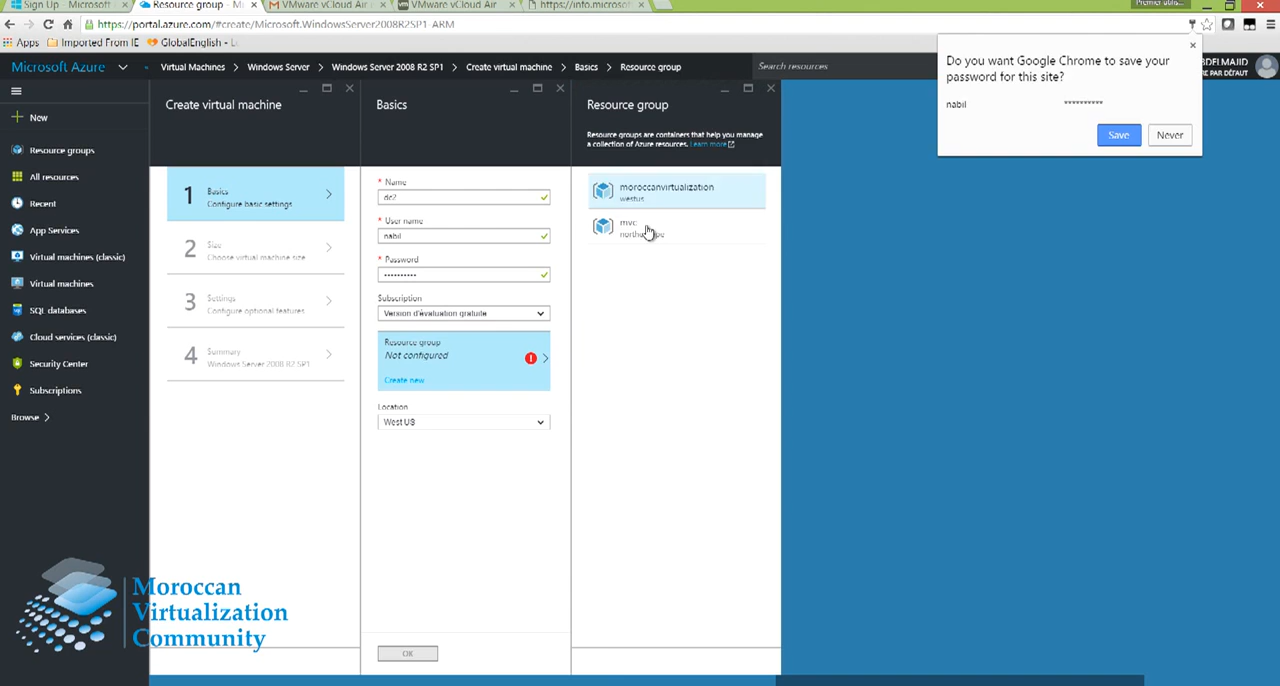 Sign Up Microsoft
Resource group - Mi
VMware vCloud Air
VMware vCloud Air
https://info.microsof
Premier utilis...
https://portal.azure.com/#create/Microsoft.WindowsServer2008R2SP1-ARM
Apps
Imported From IE
GlobalEnglish - L
Microsoft Azure
Virtual Machines > Windows Server > Windows Server 2008 R2 SP1 > Create virtual machine > Basics > Resource group
Search resources
BDELMAJID
RE PAR DÉFAUT
Do you want Google Chrome to save your
password for this site?
nabil **********
Save
Never
New
Resource groups
All resources
Recent
App Services
Virtual machines (classic)
Virtual machines
SQL databases
Cloud services (classic)
Security Center
Subscriptions
Browse >
Create virtual machine
1
Basics
Configure basic settings
2
Size
Choose virtual machine size
3
Settings
Configure optional features
4
Summary
Windows Server 2008 R2 SP1
Basics
* Name
dc2
* User name
nabil
* Password
**********
Subscription
Version d'évaluation gratuite
Resource group
Not configured
Create new
Location
West US
OK
Resource group
Resource groups are containers that help you manage
a collection of Azure resources. Learn more
moroccanvirtualization
westus
mvc
Moroccan
Virtualization
Community